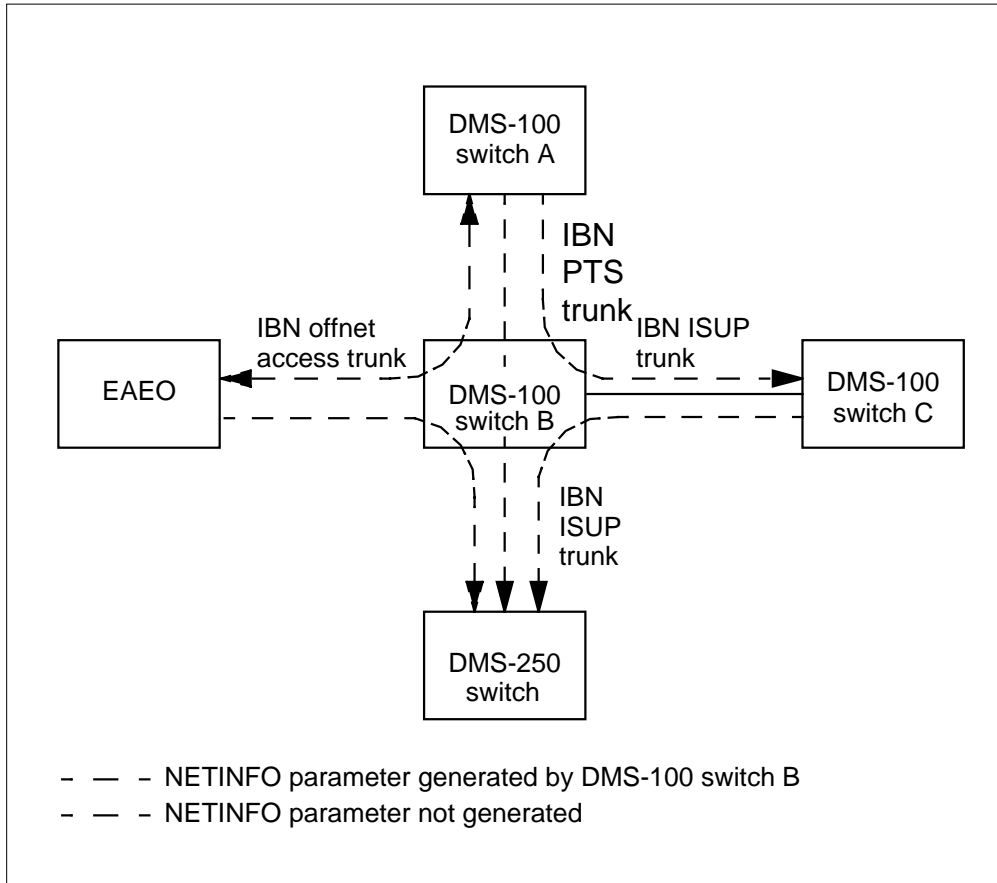 DMS-100
switch A
IBN
PTS
trunk
IBN offnet
access trunk
IBN ISUP
trunk
EAEO
DMS-100
switch B
DMS-100
switch C
IBN
ISUP
trunk
DMS-250
switch
NETINFO parameter generated by DMS-100 switch B
NETINFO parameter not generated